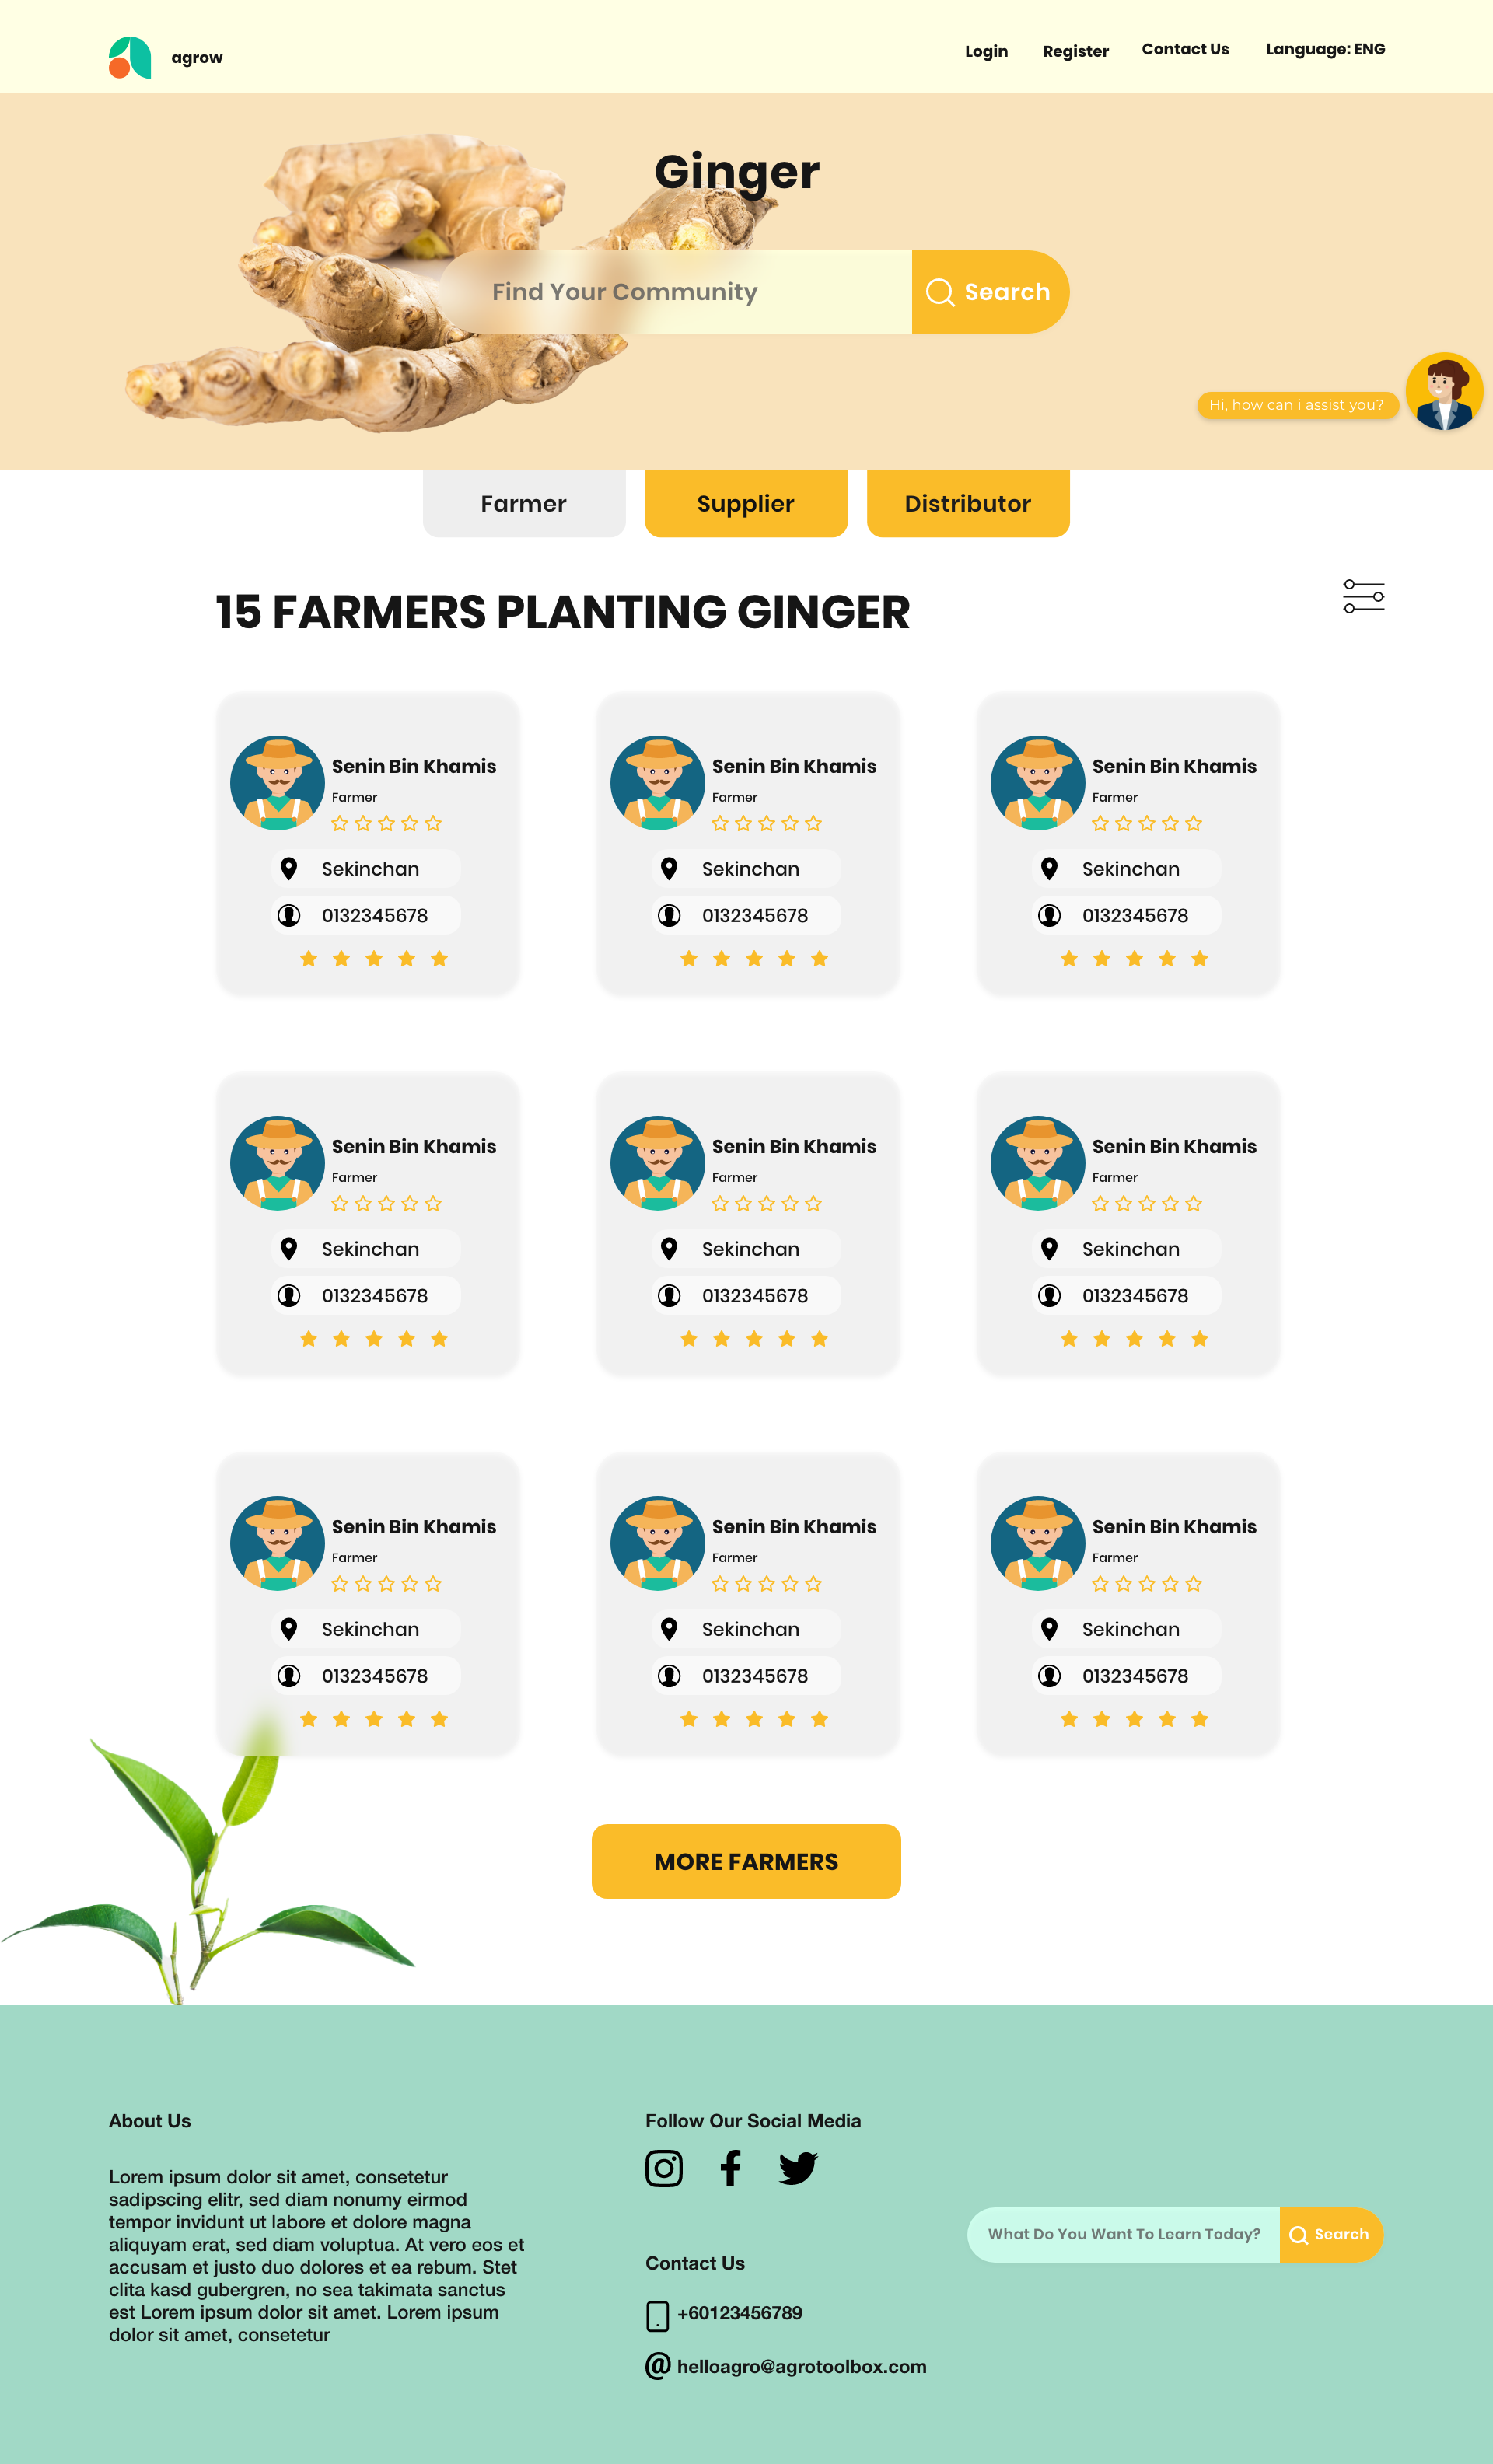 agrow
Login
Register
Contact Us
Language: ENG
Ginger
Find Your Community
Search
Hi, how can i assist you?
Farmer
Supplier
Distributor
15 FARMERS PLANTING GINGER
Senin Bin Khamis
Farmer
Sekinchan
0132345678
Senin Bin Khamis
Farmer
Sekinchan
0132345678
Senin Bin Khamis
Farmer
Sekinchan
0132345678
Senin Bin Khamis
Farmer
Sekinchan
0132345678
Senin Bin Khamis
Farmer
Sekinchan
0132345678
Senin Bin Khamis
Farmer
Sekinchan
0132345678
Senin Bin Khamis
Farmer
Sekinchan
0132345678
Senin Bin Khamis
Farmer
Sekinchan
0132345678
Senin Bin Khamis
Farmer
Sekinchan
0132345678
MORE FARMERS
About Us
Lorem ipsum dolor sit amet, consetetur
sadipscing elitr, sed diam nonumy eirmod
tempor invidunt ut labore et dolore magna
aliquyam erat, sed diam voluptua. At vero eos et
accusam et justo duo dolores et ea rebum. Stet
clita kasd gubergren, no sea takimata sanctus
est Lorem ipsum dolor sit amet. Lorem ipsum
dolor sit amet, consetetur
Follow Our Social Media
Contact Us
+60123456789
@ helloagro@agrotoolbox.com
What Do You Want To Learn Today?
Search